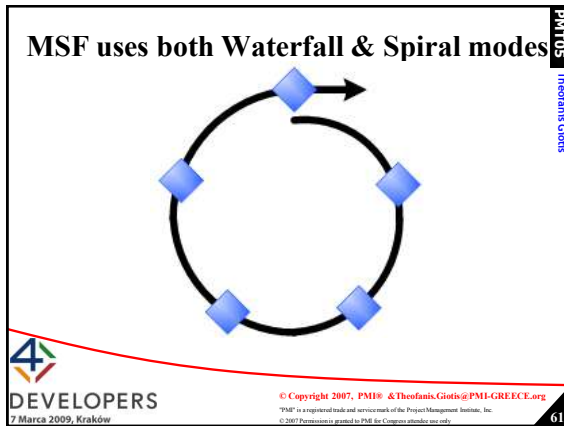 MSF uses both Waterfall & Spiral modes
PMT05 Theofanis Giotis
4
DEVELOPERS
7 Marca 2009, Kraków
© Copyright 2007, PMI® &Theofanis.Giotis@PMI-GREECE.org
"PMI" is a registered trade and service mark of the Project Management Institute, Inc.
© 2007 Permission is granted to PMI for Congress attendee use only
61